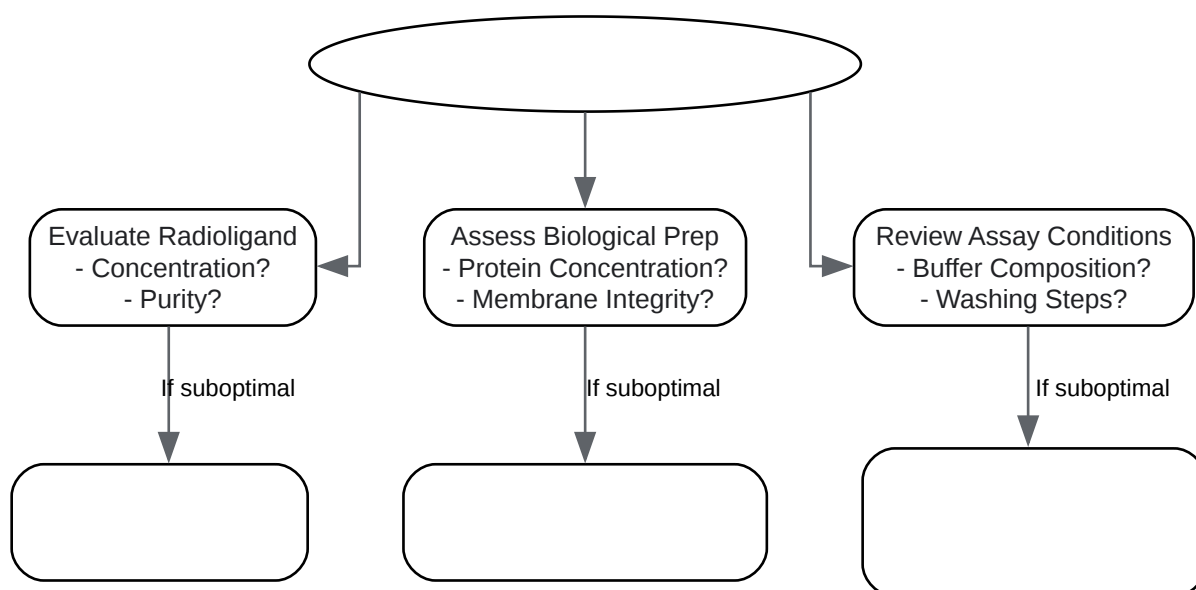 Evaluate Radioligand
- Concentration?
- Purity?
Assess Biological Prep
- Protein Concentration?
- Membrane Integrity?
Review Assay Conditions
- Buffer Composition?
- Washing Steps?
If suboptimal
If suboptimal
If suboptimal